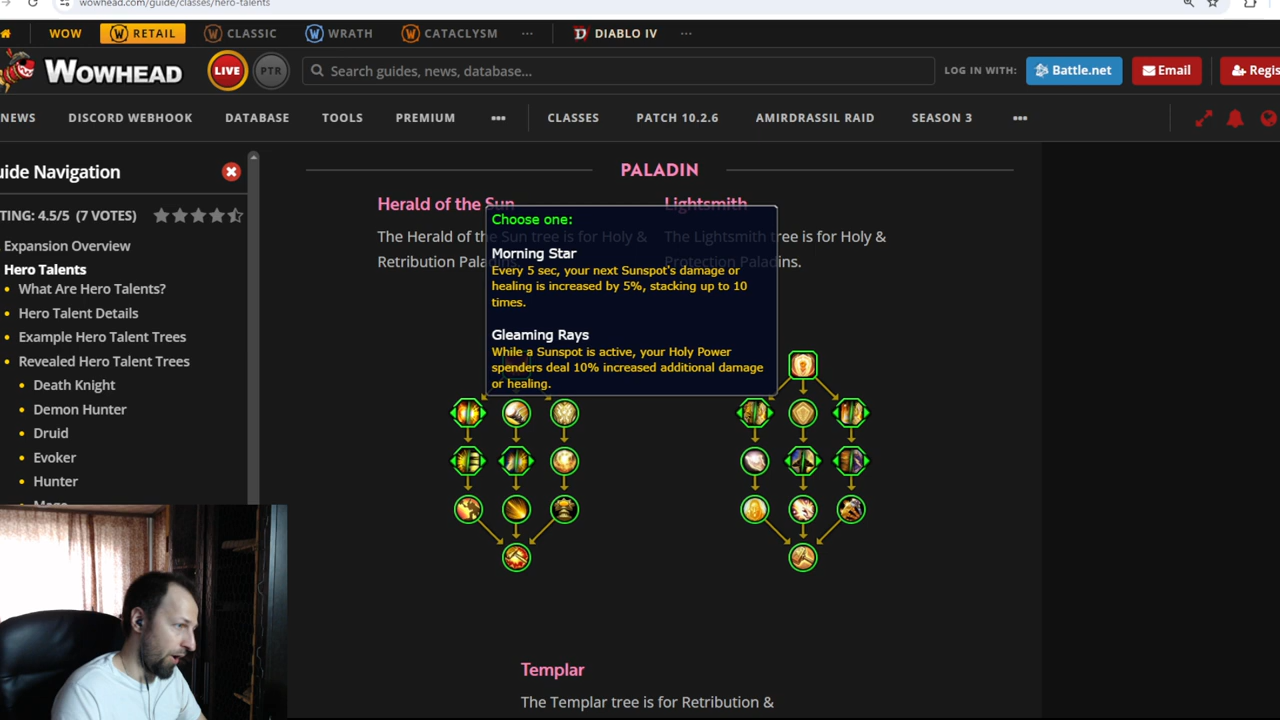 wowhead.com/guide/classes/hero-talents
WOW
RETAIL
CLASSIC
WRATH
CATACLYSM
DIABLO IV
WOWHEAD
LIVE
PTR
Search guides, news, database...
LOG IN WITH:
Battle.net
Email
Regis
NEWS
DISCORD WEBHOOK
DATABASE
TOOLS
PREMIUM
CLASSES
PATCH 10.2.6
AMIRDRASSIL RAID
SEASON 3
uide Navigation
TING: 4.5/5 (7 VOTES)
Expansion Overview
Hero Talents
What Are Hero Talents?
Hero Talent Details
Example Hero Talent Trees
Revealed Hero Talent Trees
Death Knight
Demon Hunter
Druid
Evoker
Hunter
Mage
PALADIN
Herald of the Sun
The Herald of the Sun tree is for Holy &
Retribution Paladins.
Lightsmith
The Lightsmith tree is for Holy &
Protection Paladins.
Choose one:
Morning Star
Every 5 sec, your next Sunspot's damage or
healing is increased by 5%, stacking up to 10
times.
Gleaming Rays
While a Sunspot is active, your Holy Power
spenders deal 10% increased additional damage
or healing.
Templar
The Templar tree is for Retribution &